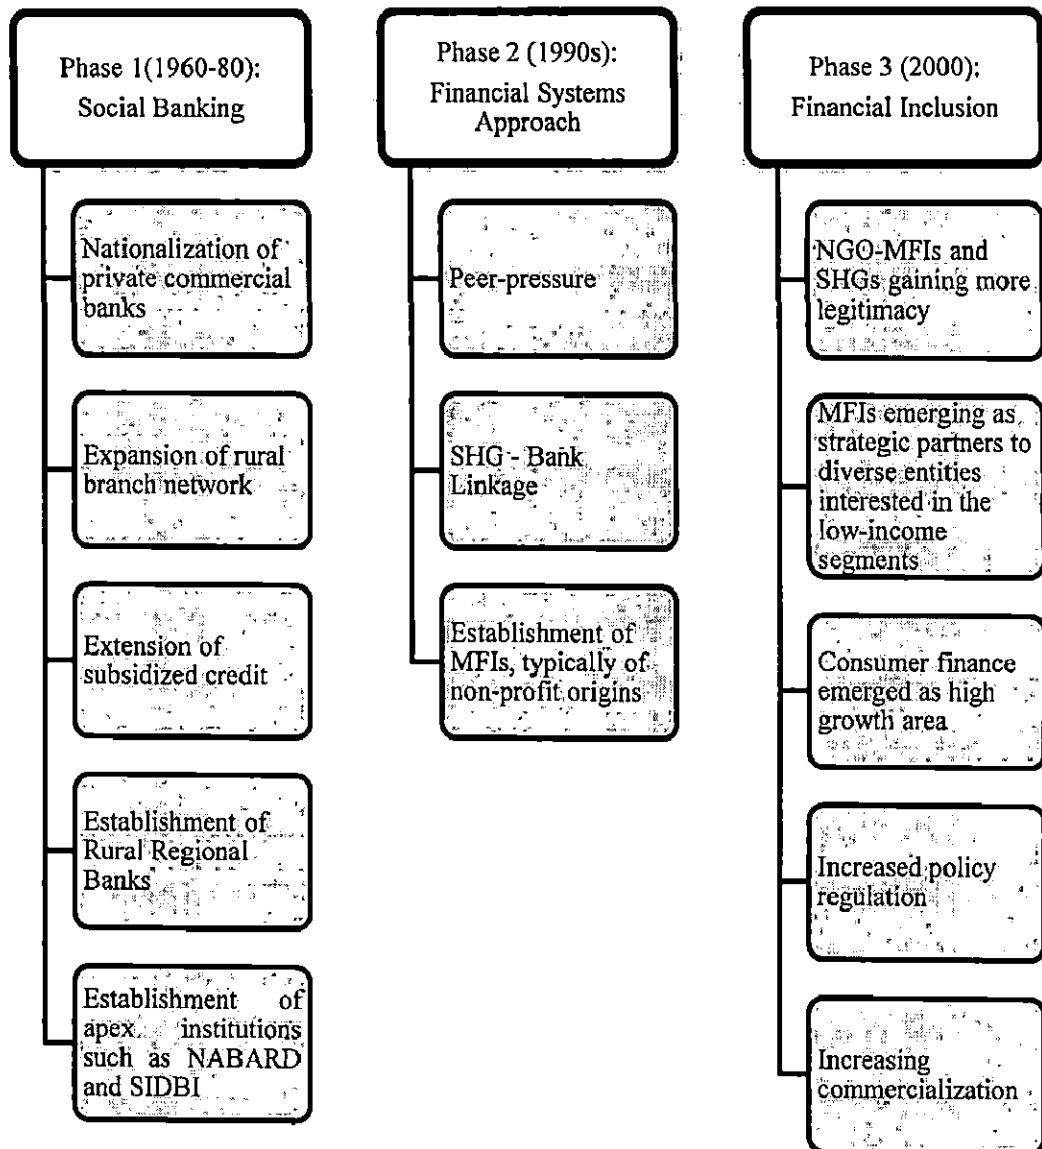 Phase 1(1960-80):
Social Banking
Nationalization of
private commercial
banks
Expansion of rural
branch network
Extension of
subsidized credit
Establishment of
Rural Regional
Banks
Establishment of
apex institutions
such as NABARD
and SIDBI
Phase 2 (1990s):
Financial Systems
Approach
Peer-pressure
SHG - Bank
Linkage
Establishment of
MFIs, typically of
non-profit origins
Phase 3 (2000):
Financial Inclusion
NGO-MFIs and
SHGs gaining more
legitimacy
MFIs emerging as
strategic partners to
diverse entities
interested in the
low-income
segments
Consumer finance
emerged as high
growth area
Increased policy
regulation
Increasing
commercialization